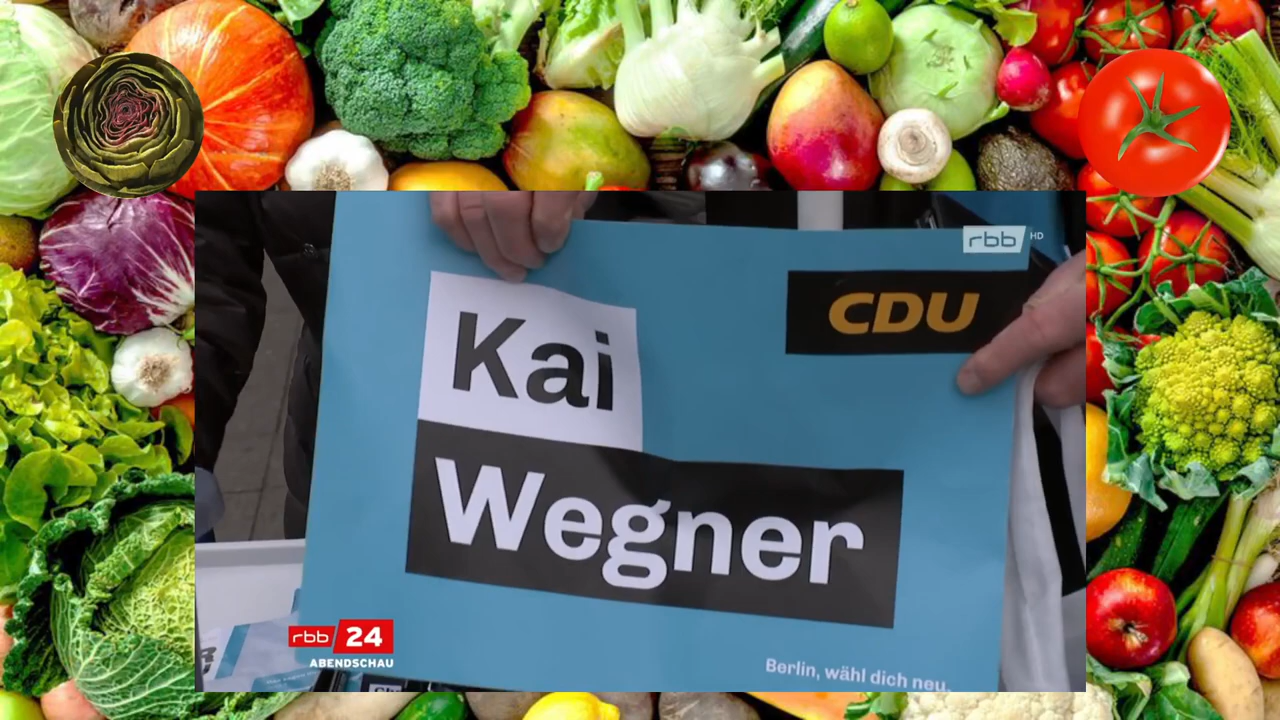 rbb HD
CDU
Kai
Wegner
Berlin, wähl dich neu.
rbb 24
ABENDSCHAU